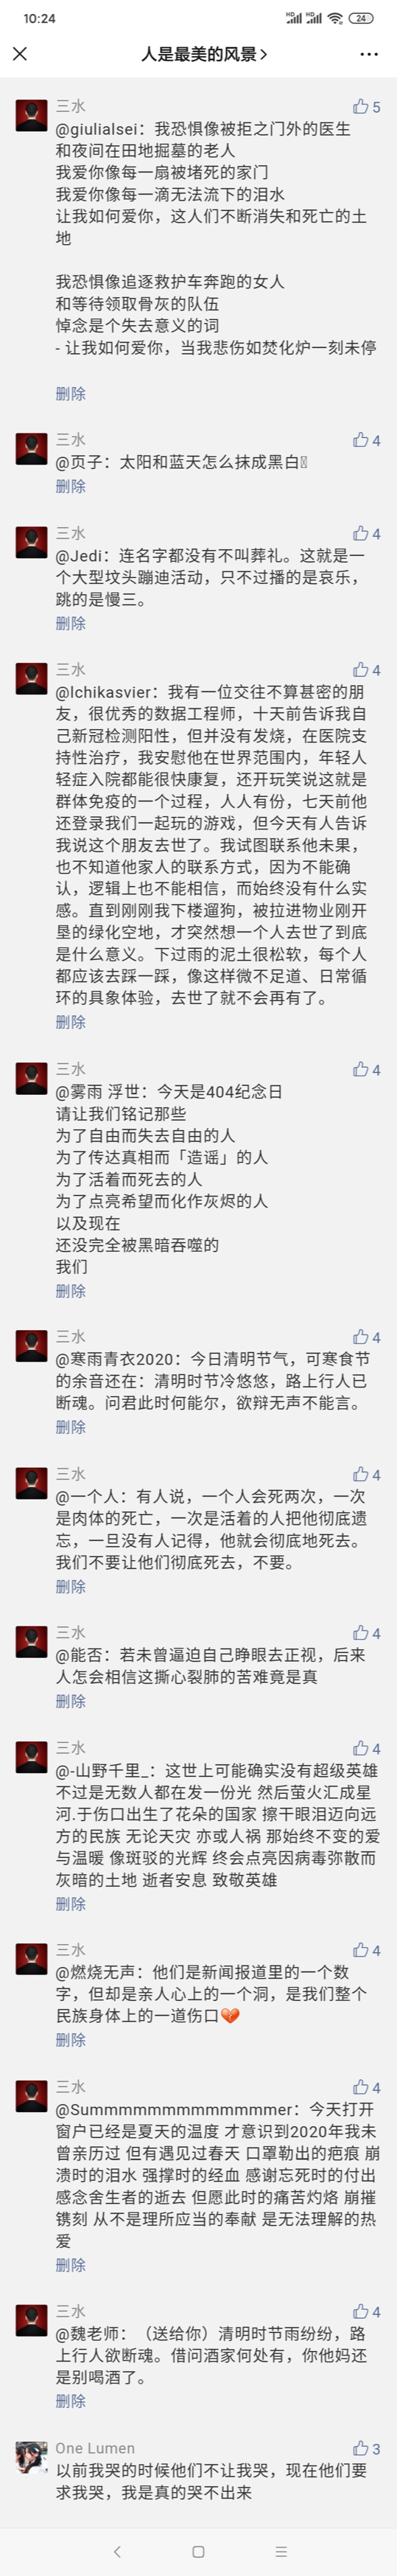 10:24
HD HD 24
人是最美的风景
三水 5
@giulialsei：我恐惧像被拒之门外的医生
和夜间在田地掘墓的老人
我爱你像每一扇被堵死的家门
我爱你像每一滴无法流下的泪水
让我如何爱你，这人们不断消失和死亡的土
地
我恐惧像追逐救护车奔跑的女人
和等待领取骨灰的队伍
悼念是个失去意义的词
- 让我如何爱你，当我悲伤如焚化炉一刻未停
删除
三水 4
@页子：太阳和蓝天怎么抹成黑白
删除
三水 4
@Jedi：连名字都没有不叫葬礼。这就是一
个大型坟头蹦迪活动，只不过播的是哀乐，
跳的是慢三。
删除
三水 4
@Ichikasvier：我有一位交往不算甚密的朋
友，很优秀的数据工程师，十天前告诉我自
己新冠检测阳性，但并没有发烧，在医院支
持性治疗，我安慰他在世界范围内，年轻人
轻症入院都能很快康复，还开玩笑说这就是
群体免疫的一个过程，人人有份，七天前他
还登录我们一起玩的游戏，但今天有人告诉
我说这个朋友去世了。我试图联系他未果，
也不知道他家人的联系方式，因为不能确
认，逻辑上也不能相信，而始终没有什么实
感。直到刚刚我下楼遛狗，被拉进物业刚开
垦的绿化空地，才突然想一个人去世了到底
是什么意义。下过雨的泥土很松软，每个人
都应该去踩一踩，像这样微不足道、日常循
环的具象体验，去世了就不会再有了。
删除
三水 4
@雾雨 浮世：今天是404纪念日
请让我们铭记那些
为了自由而失去自由的人
为了传达真相而「造谣」的人
为了活着而死去的人
为了点亮希望而化作灰烬的人
以及现在
还没完全被黑暗吞噬的
我们
删除
三水 4
@寒雨青衣2020：今日清明节气，可寒食节
的余音还在：清明时节冷悠悠，路上行人已
断魂。问君此时何能尔，欲辩无声不能言。
删除
三水 4
@一个人：有人说，一个人会死两次，一次
是肉体的死亡，一次是活着的人把他彻底遗
忘，一旦没有人记得，他就会彻底地死去。
我们不要让他们彻底死去，不要。
删除
三水 4
@能否：若未曾逼迫自己睁眼去正视，后来
人怎会相信这撕心裂肺的苦难竟是真
删除
三水 4
@-山野千里_：这世上可能确实没有超级英雄
不过是无数人都在发一份光 然后萤火汇成星
河.于伤口出生了花朵的国家 擦干眼泪迈向远
方的民族 无论天灾 亦或人祸 那始终不变的爱
与温暖 像斑驳的光辉 终会点亮因病毒弥散而
灰暗的土地 逝者安息 致敬英雄
删除
三水 4
@燃烧无声：他们是新闻报道里的一个数
字，但却是亲人心上的一个洞，是我们整个
民族身体上的一道伤口💔
删除
三水 4
@Summmmmmmmmmmmmmer：今天打开
窗户已经是夏天的温度 才意识到2020年我未
曾亲历过 但有遇见过春天 口罩勒出的疤痕 崩
溃时的泪水 强撑时的经血 感谢忘死时的付出
感念舍生者的逝去 但愿此时的痛苦灼烙 崩摧
镌刻 从不是理所应当的奉献 是无法理解的热
爱
删除
三水 4
@魏老师：（送给你）清明时节雨纷纷，路
上行人欲断魂。借问酒家何处有，你他妈还
是别喝酒了。
删除
One Lumen 3
以前我哭的时候他们不让我哭，现在他们要
求我哭，我是真的哭不出来